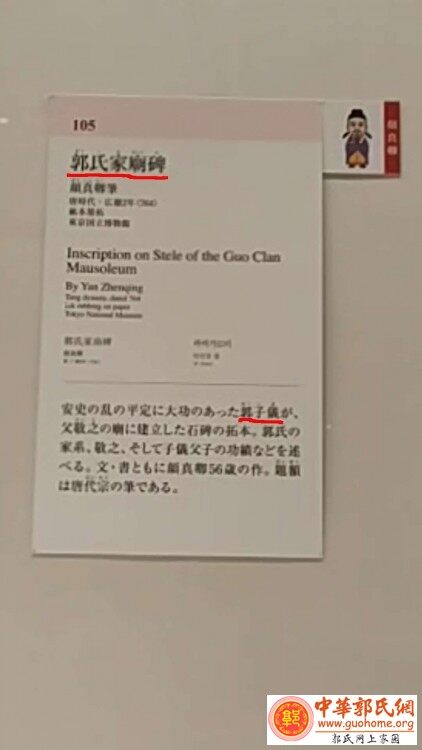 105
顔真卿
郭氏家廟碑
顔真卿筆
唐時代・広徳2年(764)
紙本墨拓
東京国立博物館
Inscription on Stele of the Guo Clan
Mausoleum
By Yan Zhenqing
Tang dynasty, dated 764
Ink rubbing on paper
Tokyo National Museum
郭氏家庙碑
安史の乱の平定に大功のあった郭子儀が、
父敬之の廟に建立した石碑の拓本。郭氏の
家系、敬之、そして子儀父子の功績などを述
べる。文・書ともに顔真卿56歳の作。題額
は唐代宗の筆である。
中華郭氏網
www.guohome.org
郭氏网上家园